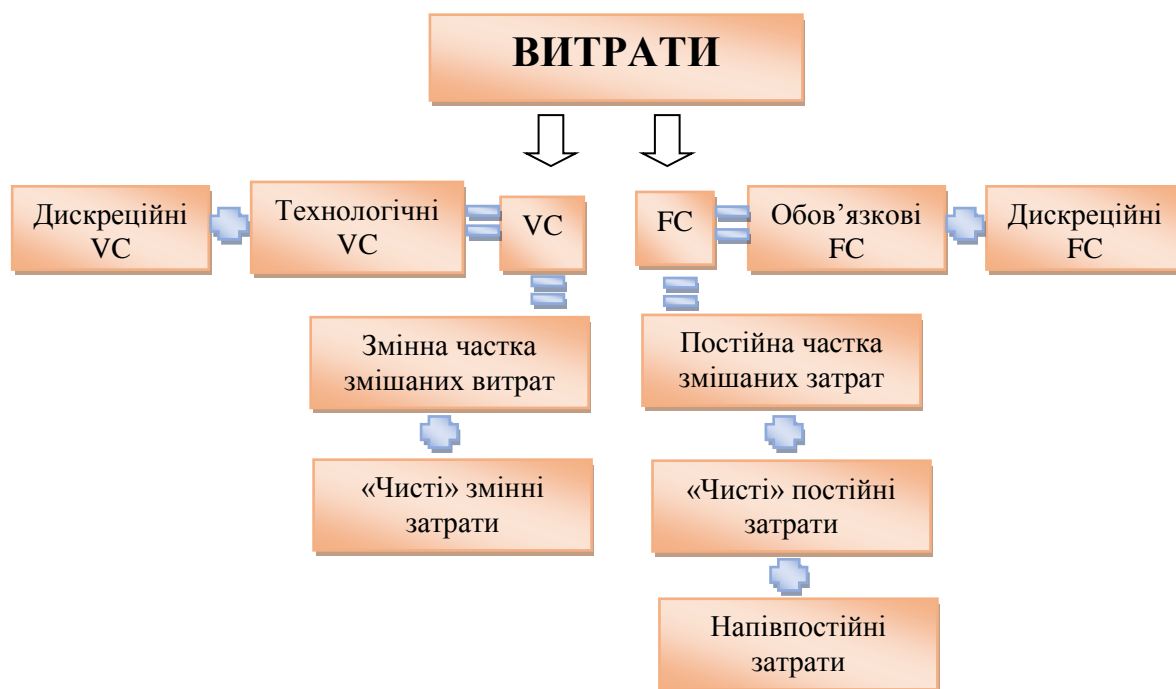 ВИТРАТИ
Дискреційні
VC
Технологічні
VC
VC
FC
Обов’язкові
FC
Дискреційні
FC
Змінна частка
змішаних витрат
Постійна частка
змішаних затрат
«Чисті» змінні
затрати
«Чисті» постійні
затрати
Напівпостійні
затрати